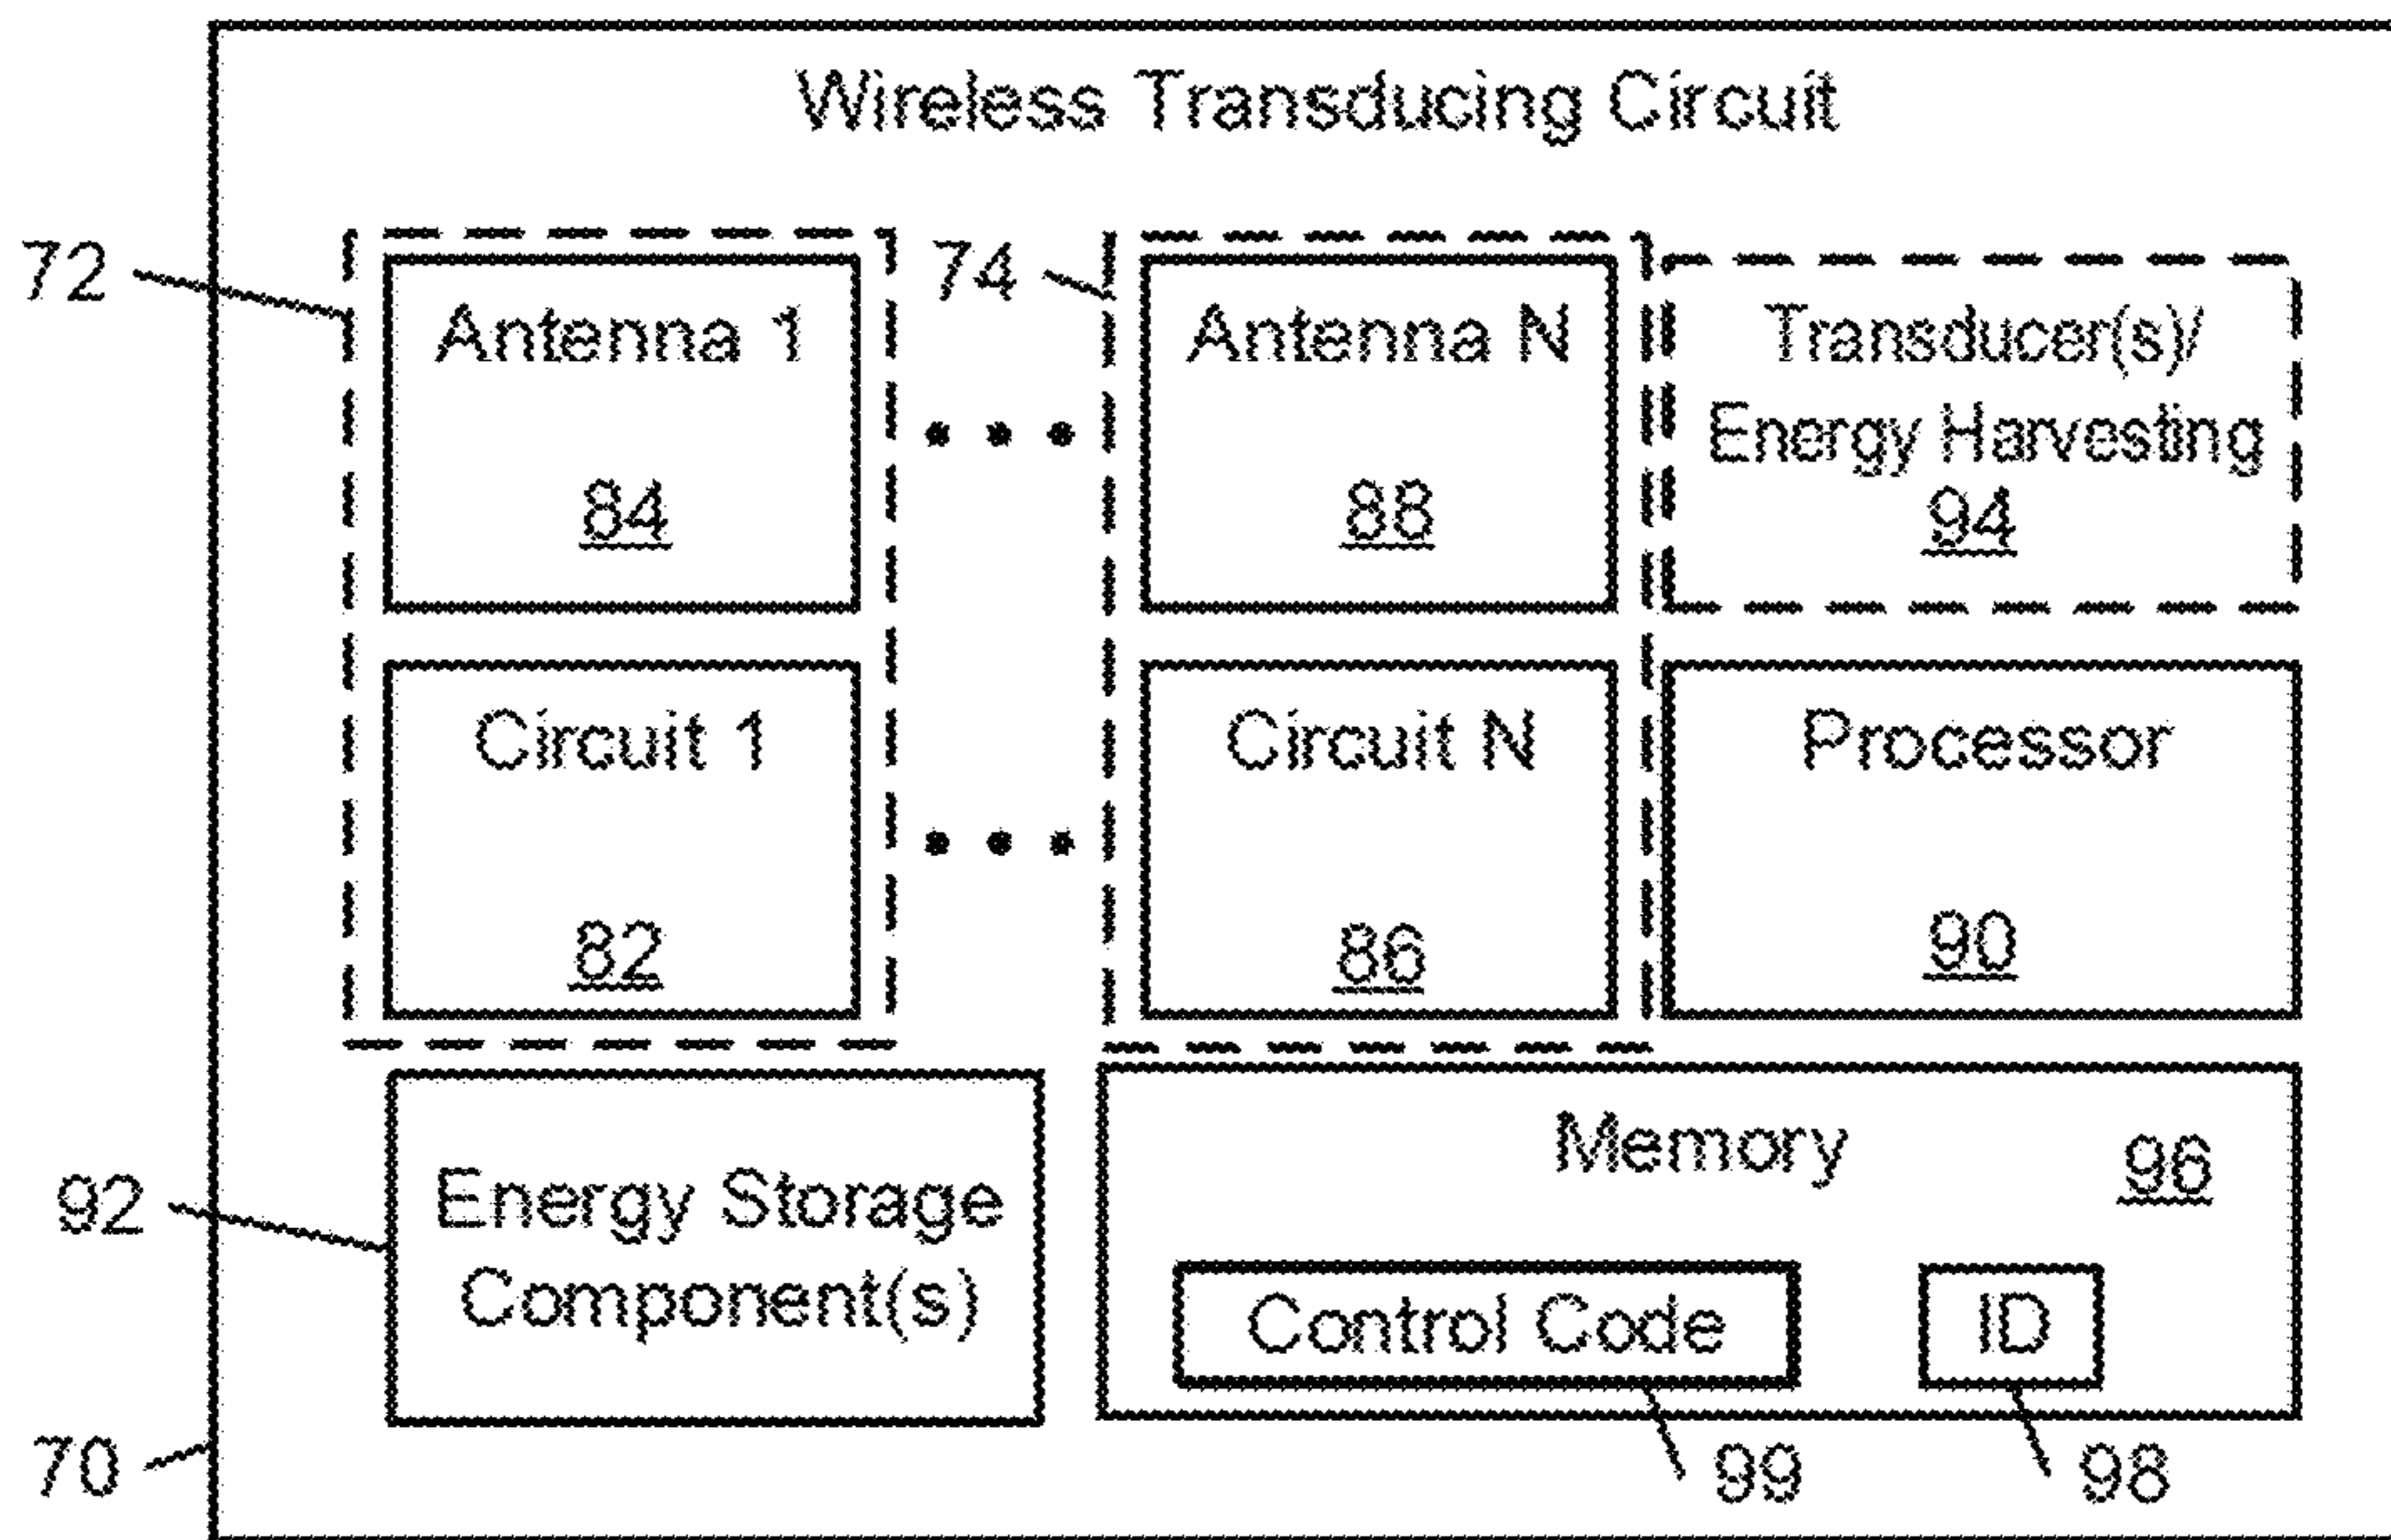 Wireless Transducing Circuit
72
74
Antenna 1
84
Antenna N
88
Transducer(s)/
Energy Harvesting
94
Circuit 1
82
Circuit N
86
Processor
90
92
Energy Storage
Component(s)
Memory
96
Control Code
ID
70
99
98